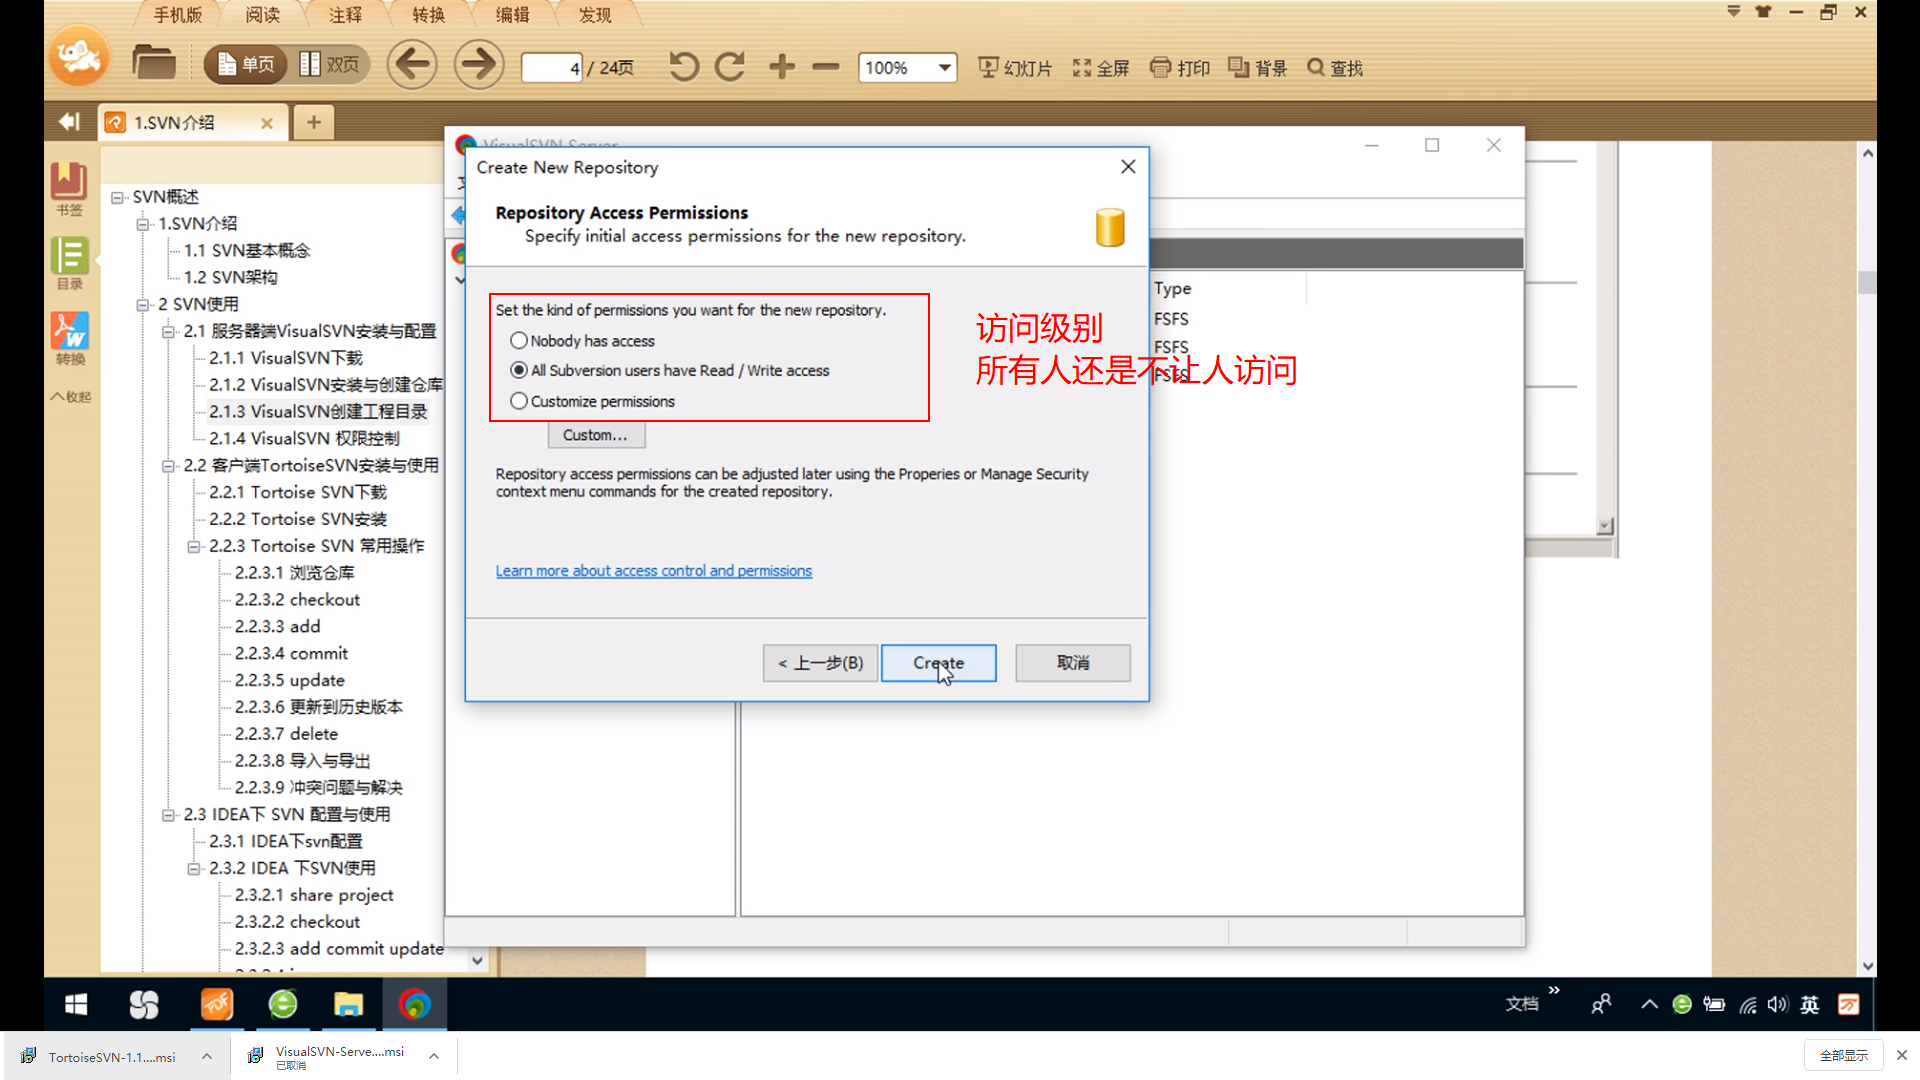 手机版
阅读
注释
转换
编辑
发现
单页
双页
4 / 24页
100%
幻灯片
全屏
打印
背景
查找
1.SVN介绍
书签
目录
转换
收起
SVN概述
1.SVN介绍
1.1 SVN基本概念
1.2 SVN架构
2 SVN使用
2.1 服务器端VisualSVN安装与配置
2.1.1 VisualSVN下载
2.1.2 VisualSVN安装与创建仓库
2.1.3 VisualSVN创建工程目录
2.1.4 VisualSVN 权限控制
2.2 客户端TortoiseSVN安装与使用
2.2.1 Tortoise SVN下载
2.2.2 Tortoise SVN安装
2.2.3 Tortoise SVN 常用操作
2.2.3.1 浏览仓库
2.2.3.2 checkout
2.2.3.3 add
2.2.3.4 commit
2.2.3.5 update
2.2.3.6 更新到历史版本
2.2.3.7 delete
2.2.3.8 导入与导出
2.2.3.9 冲突问题与解决
2.3 IDEA下 SVN 配置与使用
2.3.1 IDEA下svn配置
2.3.2 IDEA 下SVN使用
2.3.2.1 share project
2.3.2.2 checkout
2.3.2.3 add commit update
VisualSVN Server
Create New Repository
Repository Access Permissions
Specify initial access permissions for the new repository.
Set the kind of permissions you want for the new repository.
Nobody has access
All Subversion users have Read / Write access
Customize permissions
Custom...
Repository access permissions can be adjusted later using the Properies or Manage Security
context menu commands for the created repository.
Learn more about access control and permissions
< 上一步(B)
Create
取消
Type
FSFS
FSFS
FSFS
访问级别
所有人还是不让人访问
文档
英
TortoiseSVN-1.1....msi
VisualSVN-Serve....msi
已取消
全部显示